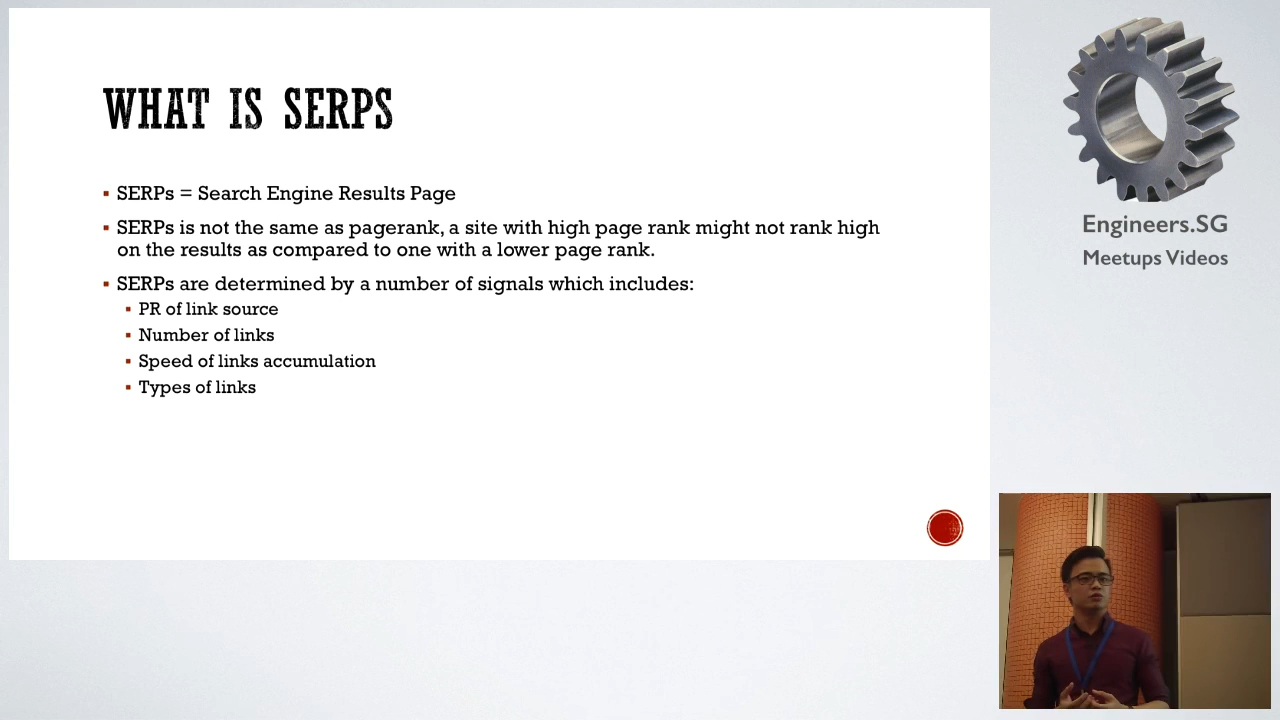 WHAT IS SERPS
▪ SERPs = Search Engine Results Page
▪ SERPs is not the same as pagerank, a site with high page rank might not rank high
on the results as compared to one with a lower page rank.
▪ SERPs are determined by a number of signals which includes:
▪ PR of link source
▪ Number of links
▪ Speed of links accumulation
▪ Types of links
Engineers.SG
Meetups Videos